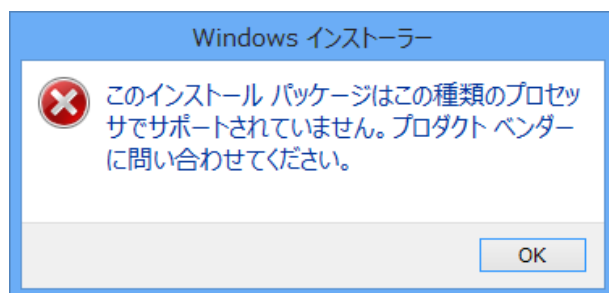 Windows インストーラー
このインストール パッケージはこの種類のプロセッ
サでサポートされていません。プロダクト ベンダー
に問い合わせてください。
OK